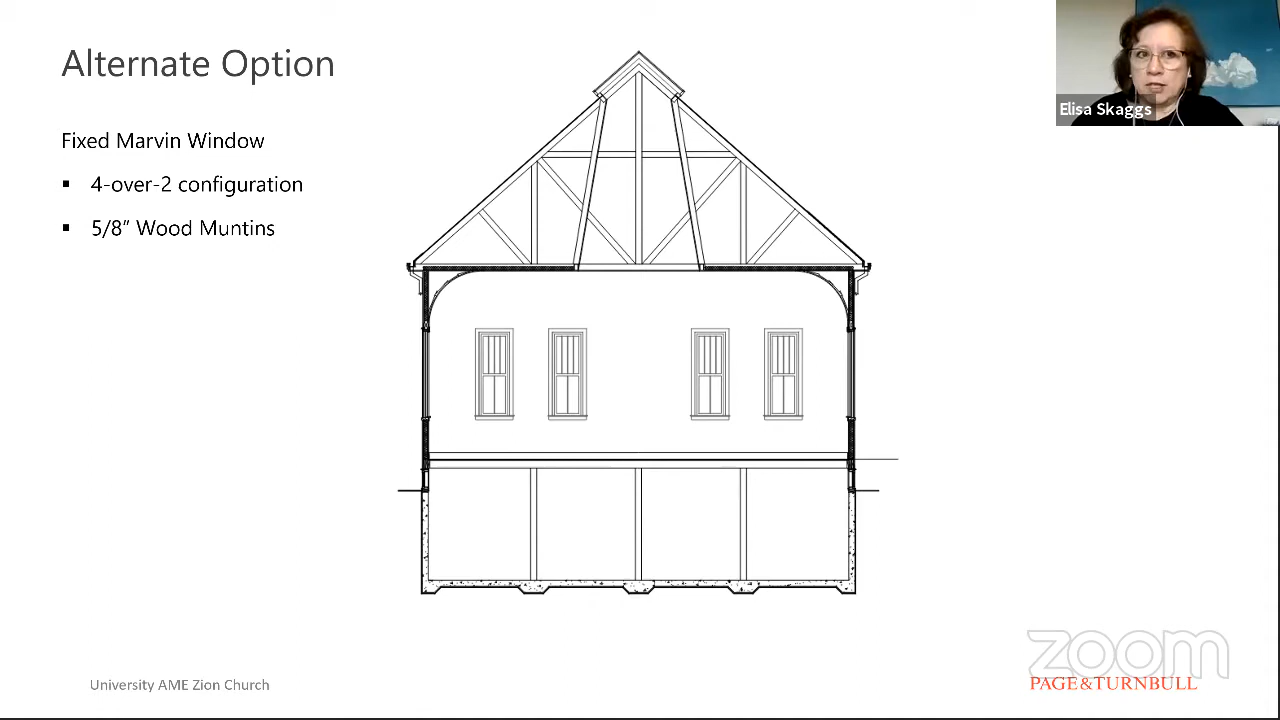 Alternate Option
Elisa Skaggs
Fixed Marvin Window
▪ 4-over-2 configuration
▪ 5/8” Wood Muntins
zoom
University AME Zion Church
PAGE&TURNBULL